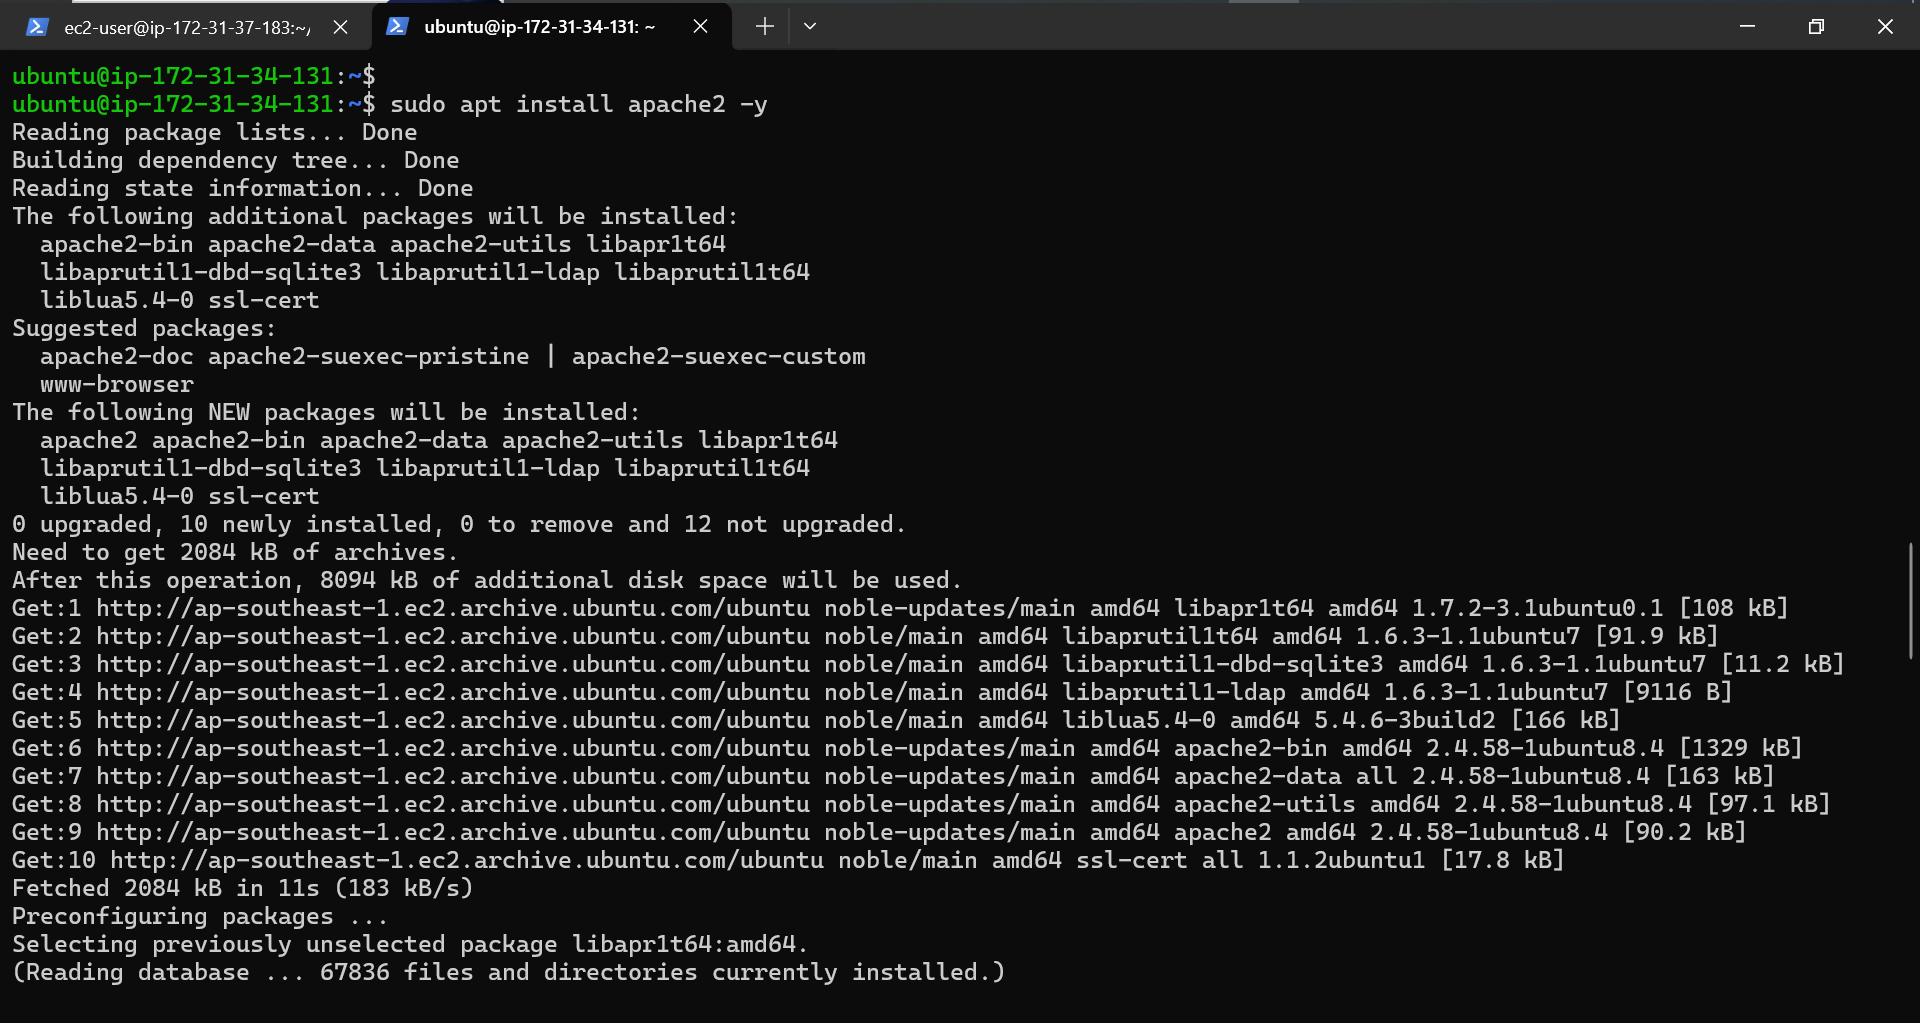 ec2-user@ip-172-31-37-183:~/
ubuntu@ip-172-31-34-131: ~
ubuntu@ip-172-31-34-131:~$
ubuntu@ip-172-31-34-131:~$ sudo apt install apache2 -y
Reading package lists... Done
Building dependency tree... Done
Reading state information... Done
The following additional packages will be installed:
  apache2-bin apache2-data apache2-utils libapr1t64
  libaprutil1-dbd-sqlite3 libaprutil1-ldap libaprutil1t64
  liblua5.4-0 ssl-cert
Suggested packages:
  apache2-doc apache2-suexec-pristine | apache2-suexec-custom
  www-browser
The following NEW packages will be installed:
  apache2 apache2-bin apache2-data apache2-utils libapr1t64
  libaprutil1-dbd-sqlite3 libaprutil1-ldap libaprutil1t64
  liblua5.4-0 ssl-cert
0 upgraded, 10 newly installed, 0 to remove and 12 not upgraded.
Need to get 2084 kB of archives.
After this operation, 8094 kB of additional disk space will be used.
Get:1 http://ap-southeast-1.ec2.archive.ubuntu.com/ubuntu noble-updates/main amd64 libapr1t64 amd64 1.7.2-3.1ubuntu0.1 [108 kB]
Get:2 http://ap-southeast-1.ec2.archive.ubuntu.com/ubuntu noble/main amd64 libaprutil1t64 amd64 1.6.3-1.1ubuntu7 [91.9 kB]
Get:3 http://ap-southeast-1.ec2.archive.ubuntu.com/ubuntu noble/main amd64 libaprutil1-dbd-sqlite3 amd64 1.6.3-1.1ubuntu7 [11.2 kB]
Get:4 http://ap-southeast-1.ec2.archive.ubuntu.com/ubuntu noble/main amd64 libaprutil1-ldap amd64 1.6.3-1.1ubuntu7 [9116 B]
Get:5 http://ap-southeast-1.ec2.archive.ubuntu.com/ubuntu noble/main amd64 liblua5.4-0 amd64 5.4.6-3build2 [166 kB]
Get:6 http://ap-southeast-1.ec2.archive.ubuntu.com/ubuntu noble-updates/main amd64 apache2-bin amd64 2.4.58-1ubuntu8.4 [1329 kB]
Get:7 http://ap-southeast-1.ec2.archive.ubuntu.com/ubuntu noble-updates/main amd64 apache2-data all 2.4.58-1ubuntu8.4 [163 kB]
Get:8 http://ap-southeast-1.ec2.archive.ubuntu.com/ubuntu noble-updates/main amd64 apache2-utils amd64 2.4.58-1ubuntu8.4 [97.1 kB]
Get:9 http://ap-southeast-1.ec2.archive.ubuntu.com/ubuntu noble-updates/main amd64 apache2 amd64 2.4.58-1ubuntu8.4 [90.2 kB]
Get:10 http://ap-southeast-1.ec2.archive.ubuntu.com/ubuntu noble/main amd64 ssl-cert all 1.1.2ubuntu1 [17.8 kB]
Fetched 2084 kB in 11s (183 kB/s)
Preconfiguring packages ...
Selecting previously unselected package libapr1t64:amd64.
(Reading database ... 67836 files and directories currently installed.)